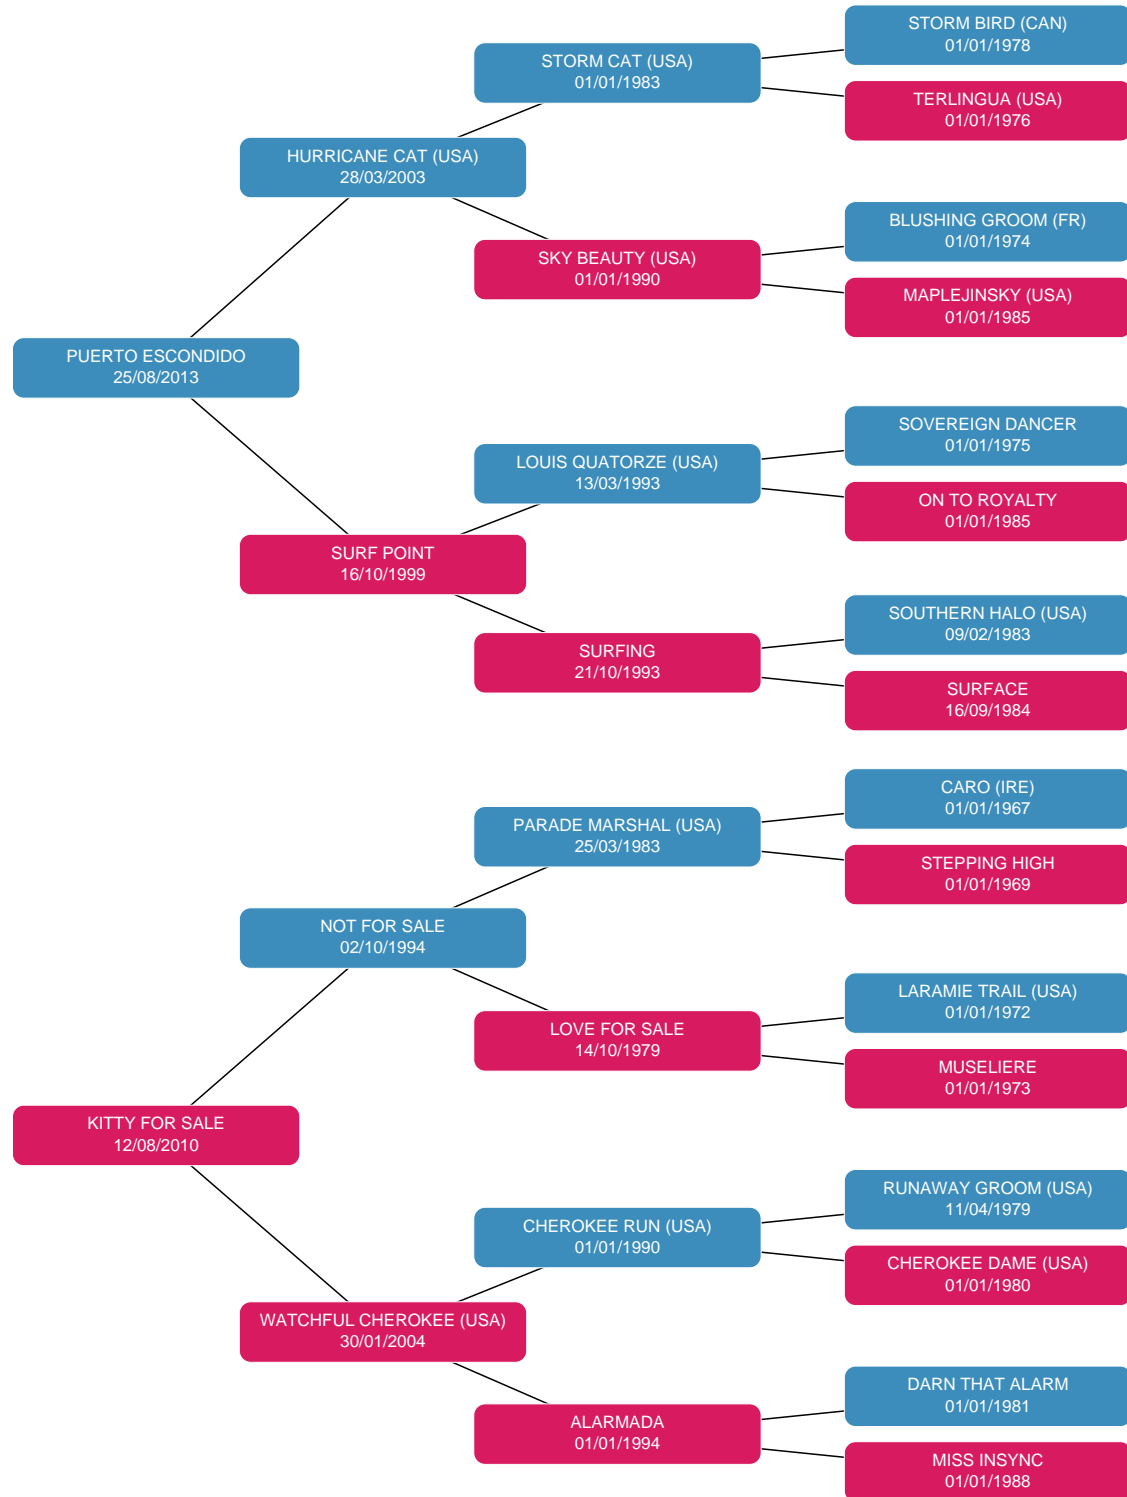 STORM BIRD (CAN)
01/01/1978
STORM CAT (USA)
01/01/1983
TERLINGUA (USA)
01/01/1976
HURRICANE CAT (USA)
28/03/2003
BLUSHING GROOM (FR)
01/01/1974
SKY BEAUTY (USA)
01/01/1990
MAPLEJINSKY (USA)
01/01/1985
PUERTO ESCONDIDO
25/08/2013
SOVEREIGN DANCER
01/01/1975
LOUIS QUATORZE (USA)
13/03/1993
ON TO ROYALTY
01/01/1985
SURF POINT
16/10/1999
SOUTHERN HALO (USA)
09/02/1983
SURFING
21/10/1993
SURFACE
16/09/1984
CARO (IRE)
01/01/1967
PARADE MARSHAL (USA)
25/03/1983
STEPPING HIGH
01/01/1969
NOT FOR SALE
02/10/1994
LARAMIE TRAIL (USA)
01/01/1972
LOVE FOR SALE
14/10/1979
MUSELIERE
01/01/1973
KITTY FOR SALE
12/08/2010
RUNAWAY GROOM (USA)
11/04/1979
CHEROKEE RUN (USA)
01/01/1990
CHEROKEE DAME (USA)
01/01/1980
WATCHFUL CHEROKEE (USA)
30/01/2004
DARN THAT ALARM
01/01/1981
ALARMADA
01/01/1994
MISS INSYNC
01/01/1988